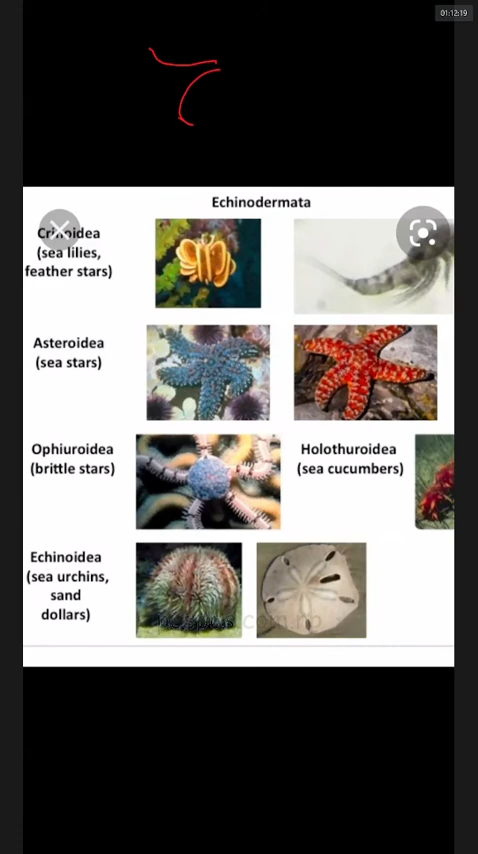 01:12:19
Echinodermata
Crinoidea
(sea lilies,
feather stars)
Asteroidea
(sea stars)
Ophiuroidea
(brittle stars)
Holothuroidea
(sea cucumbers)
Echinoidea
(sea urchins,
sand
dollars)